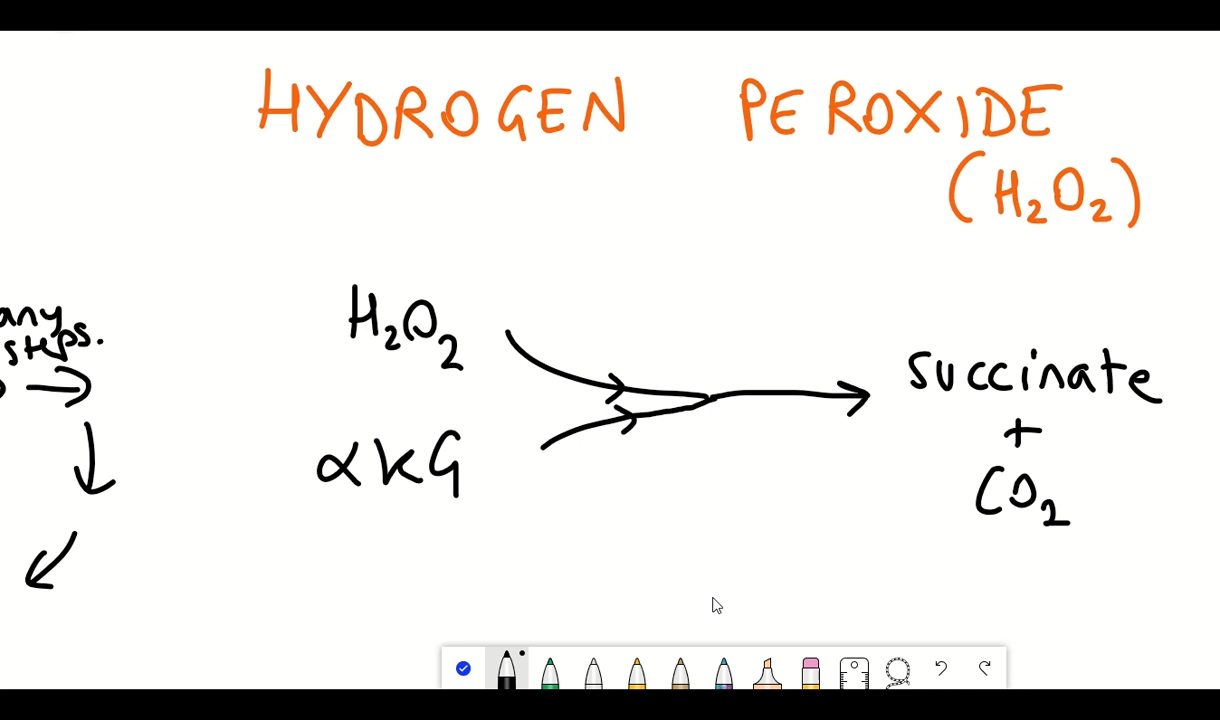 HYDROGEN PEROXIDE
(H₂O₂)
any
steps.
H₂O₂
αKG
succinate
+
CO₂